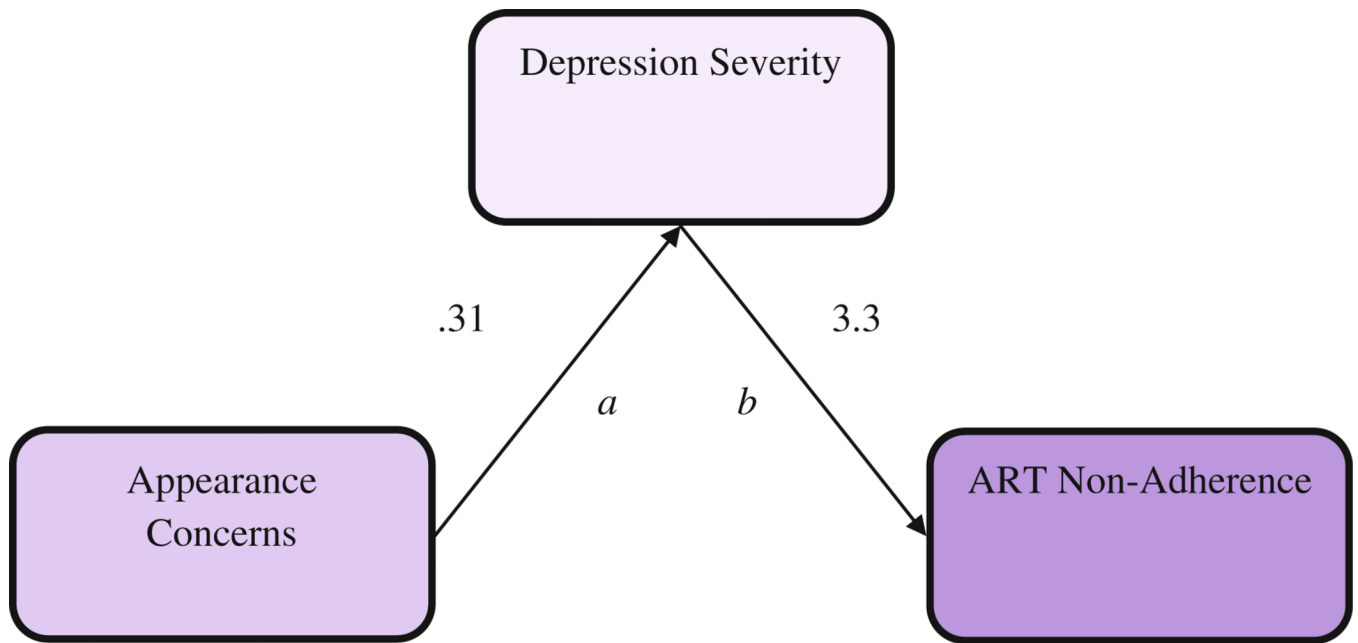 Depression Severity
.31
3.3
a
b
Appearance
Concerns
ART Non-Adherence